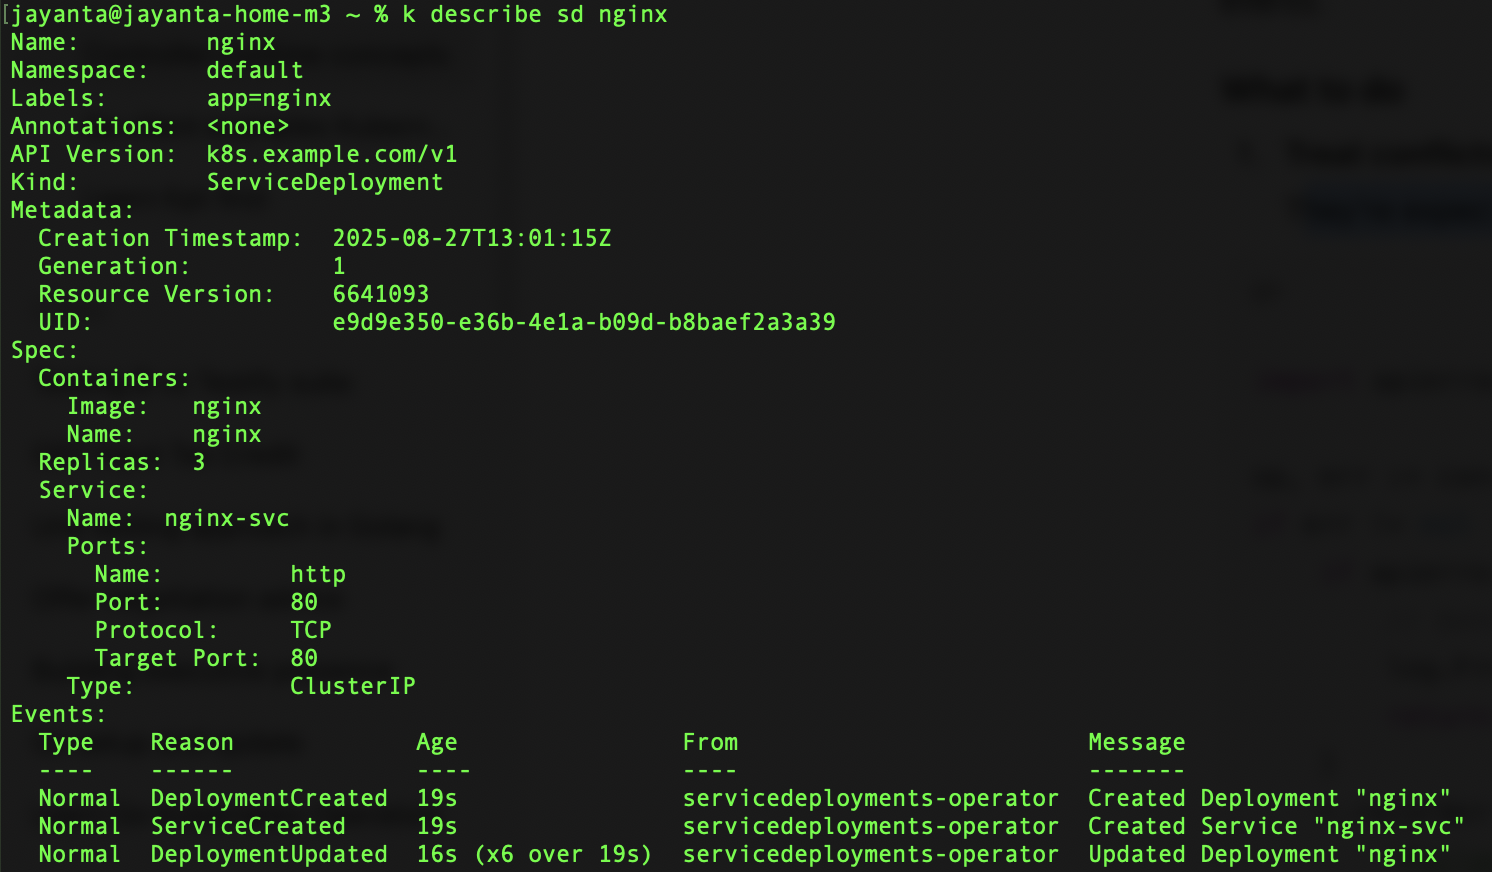 [jayanta@jayanta-home-m3 ~ % k describe sd nginx
Name:         nginx
Namespace:    default
Labels:       app=nginx
Annotations:  <none>
API Version:  k8s.example.com/v1
Kind:         ServiceDeployment
Metadata:
  Creation Timestamp:  2025-08-27T13:01:15Z
  Generation:          1
  Resource Version:    6641093
  UID:                 e9d9e350-e36b-4e1a-b09d-b8baef2a3a39
Spec:
  Containers:
    Image:   nginx
    Name:    nginx
  Replicas:  3
  Service:
    Name:  nginx-svc
    Ports:
      Name:         http
      Port:         80
      Protocol:     TCP
      Target Port:  80
    Type:           ClusterIP
Events:
  Type    Reason             Age                From                        Message
  ----    ------             ----               ----                        -------
  Normal  DeploymentCreated  19s                servicedeployments-operator  Created Deployment "nginx"
  Normal  ServiceCreated     19s                servicedeployments-operator  Created Service "nginx-svc"
  Normal  DeploymentUpdated  16s (x6 over 19s)  servicedeployments-operator  Updated Deployment "nginx"
What to do